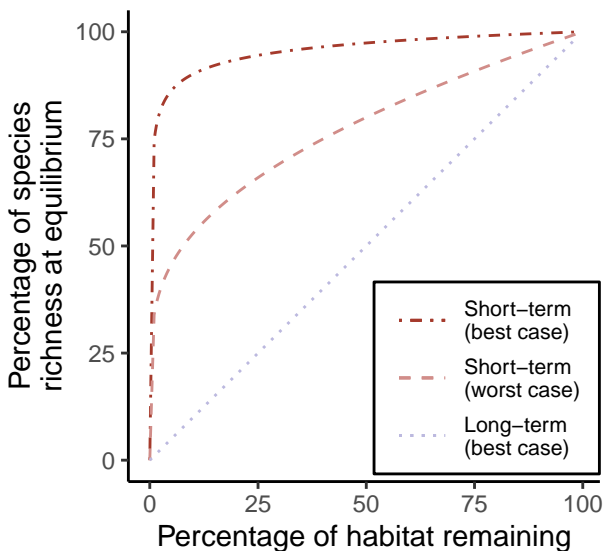 Percentage of species
richness at equilibrium
100
75
50
25
0
Short−term
(best case)
Short−term
(worst case)
Long−term
(best case)
0 25 50 75 100
Percentage of habitat remaining